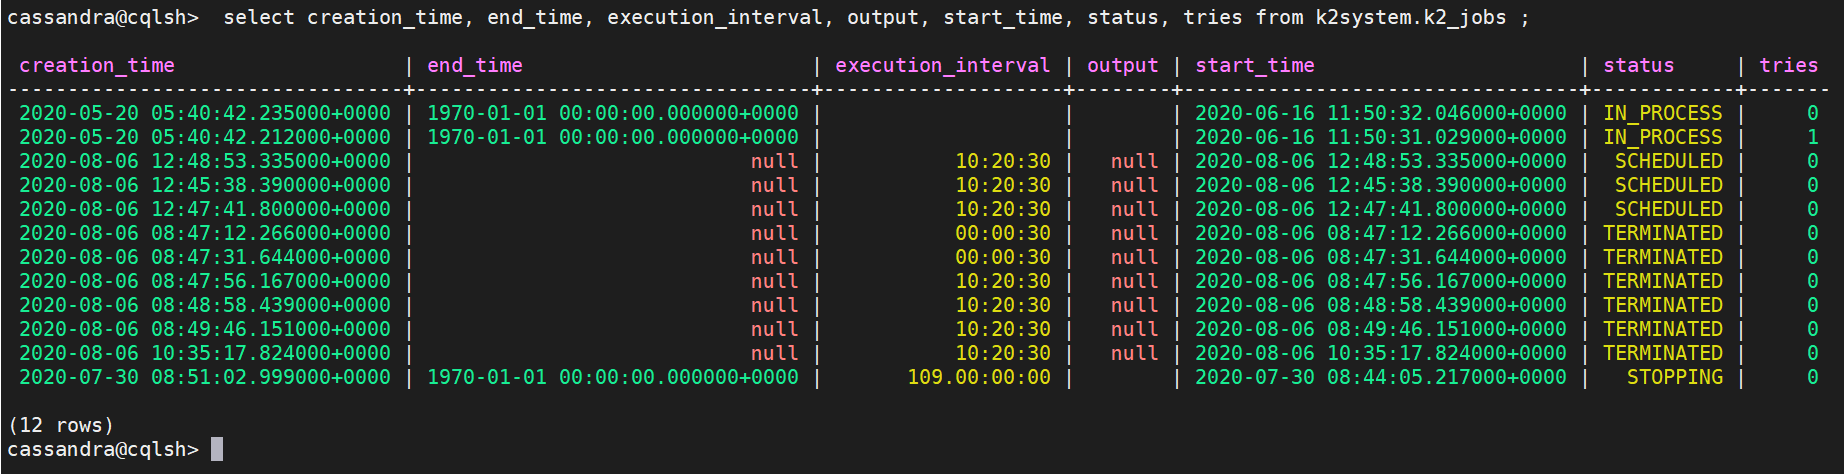 cassandra@cqlsh>  select creation_time, end_time, execution_interval, output, start_time, status, tries from k2system.k2_jobs ;
 creation_time                   | end_time                        | execution_interval | output | start_time                      | status     | tries
---------------------------------+---------------------------------+--------------------+--------+---------------------------------+------------+-------
 2020-05-20 05:40:42.235000+0000 | 1970-01-01 00:00:00.000000+0000 |                    |        | 2020-06-16 11:50:32.046000+0000 | IN_PROCESS |     0
 2020-05-20 05:40:42.212000+0000 | 1970-01-01 00:00:00.000000+0000 |                    |        | 2020-06-16 11:50:31.029000+0000 | IN_PROCESS |     1
 2020-08-06 12:48:53.335000+0000 |                            null |           10:20:30 |   null | 2020-08-06 12:48:53.335000+0000 |  SCHEDULED |     0
 2020-08-06 12:45:38.390000+0000 |                            null |           10:20:30 |   null | 2020-08-06 12:45:38.390000+0000 |  SCHEDULED |     0
 2020-08-06 12:47:41.800000+0000 |                            null |           10:20:30 |   null | 2020-08-06 12:47:41.800000+0000 |  SCHEDULED |     0
 2020-08-06 08:47:12.266000+0000 |                            null |           00:00:30 |   null | 2020-08-06 08:47:12.266000+0000 | TERMINATED |     0
 2020-08-06 08:47:31.644000+0000 |                            null |           00:00:30 |   null | 2020-08-06 08:47:31.644000+0000 | TERMINATED |     0
 2020-08-06 08:47:56.167000+0000 |                            null |           10:20:30 |   null | 2020-08-06 08:47:56.167000+0000 | TERMINATED |     0
 2020-08-06 08:48:58.439000+0000 |                            null |           10:20:30 |   null | 2020-08-06 08:48:58.439000+0000 | TERMINATED |     0
 2020-08-06 08:49:46.151000+0000 |                            null |           10:20:30 |   null | 2020-08-06 08:49:46.151000+0000 | TERMINATED |     0
 2020-08-06 10:35:17.824000+0000 |                            null |           10:20:30 |   null | 2020-08-06 10:35:17.824000+0000 | TERMINATED |     0
 2020-07-30 08:51:02.999000+0000 | 1970-01-01 00:00:00.000000+0000 |       109.00:00:00 |        | 2020-07-30 08:44:05.217000+0000 |   STOPPING |     0
(12 rows)
cassandra@cqlsh>